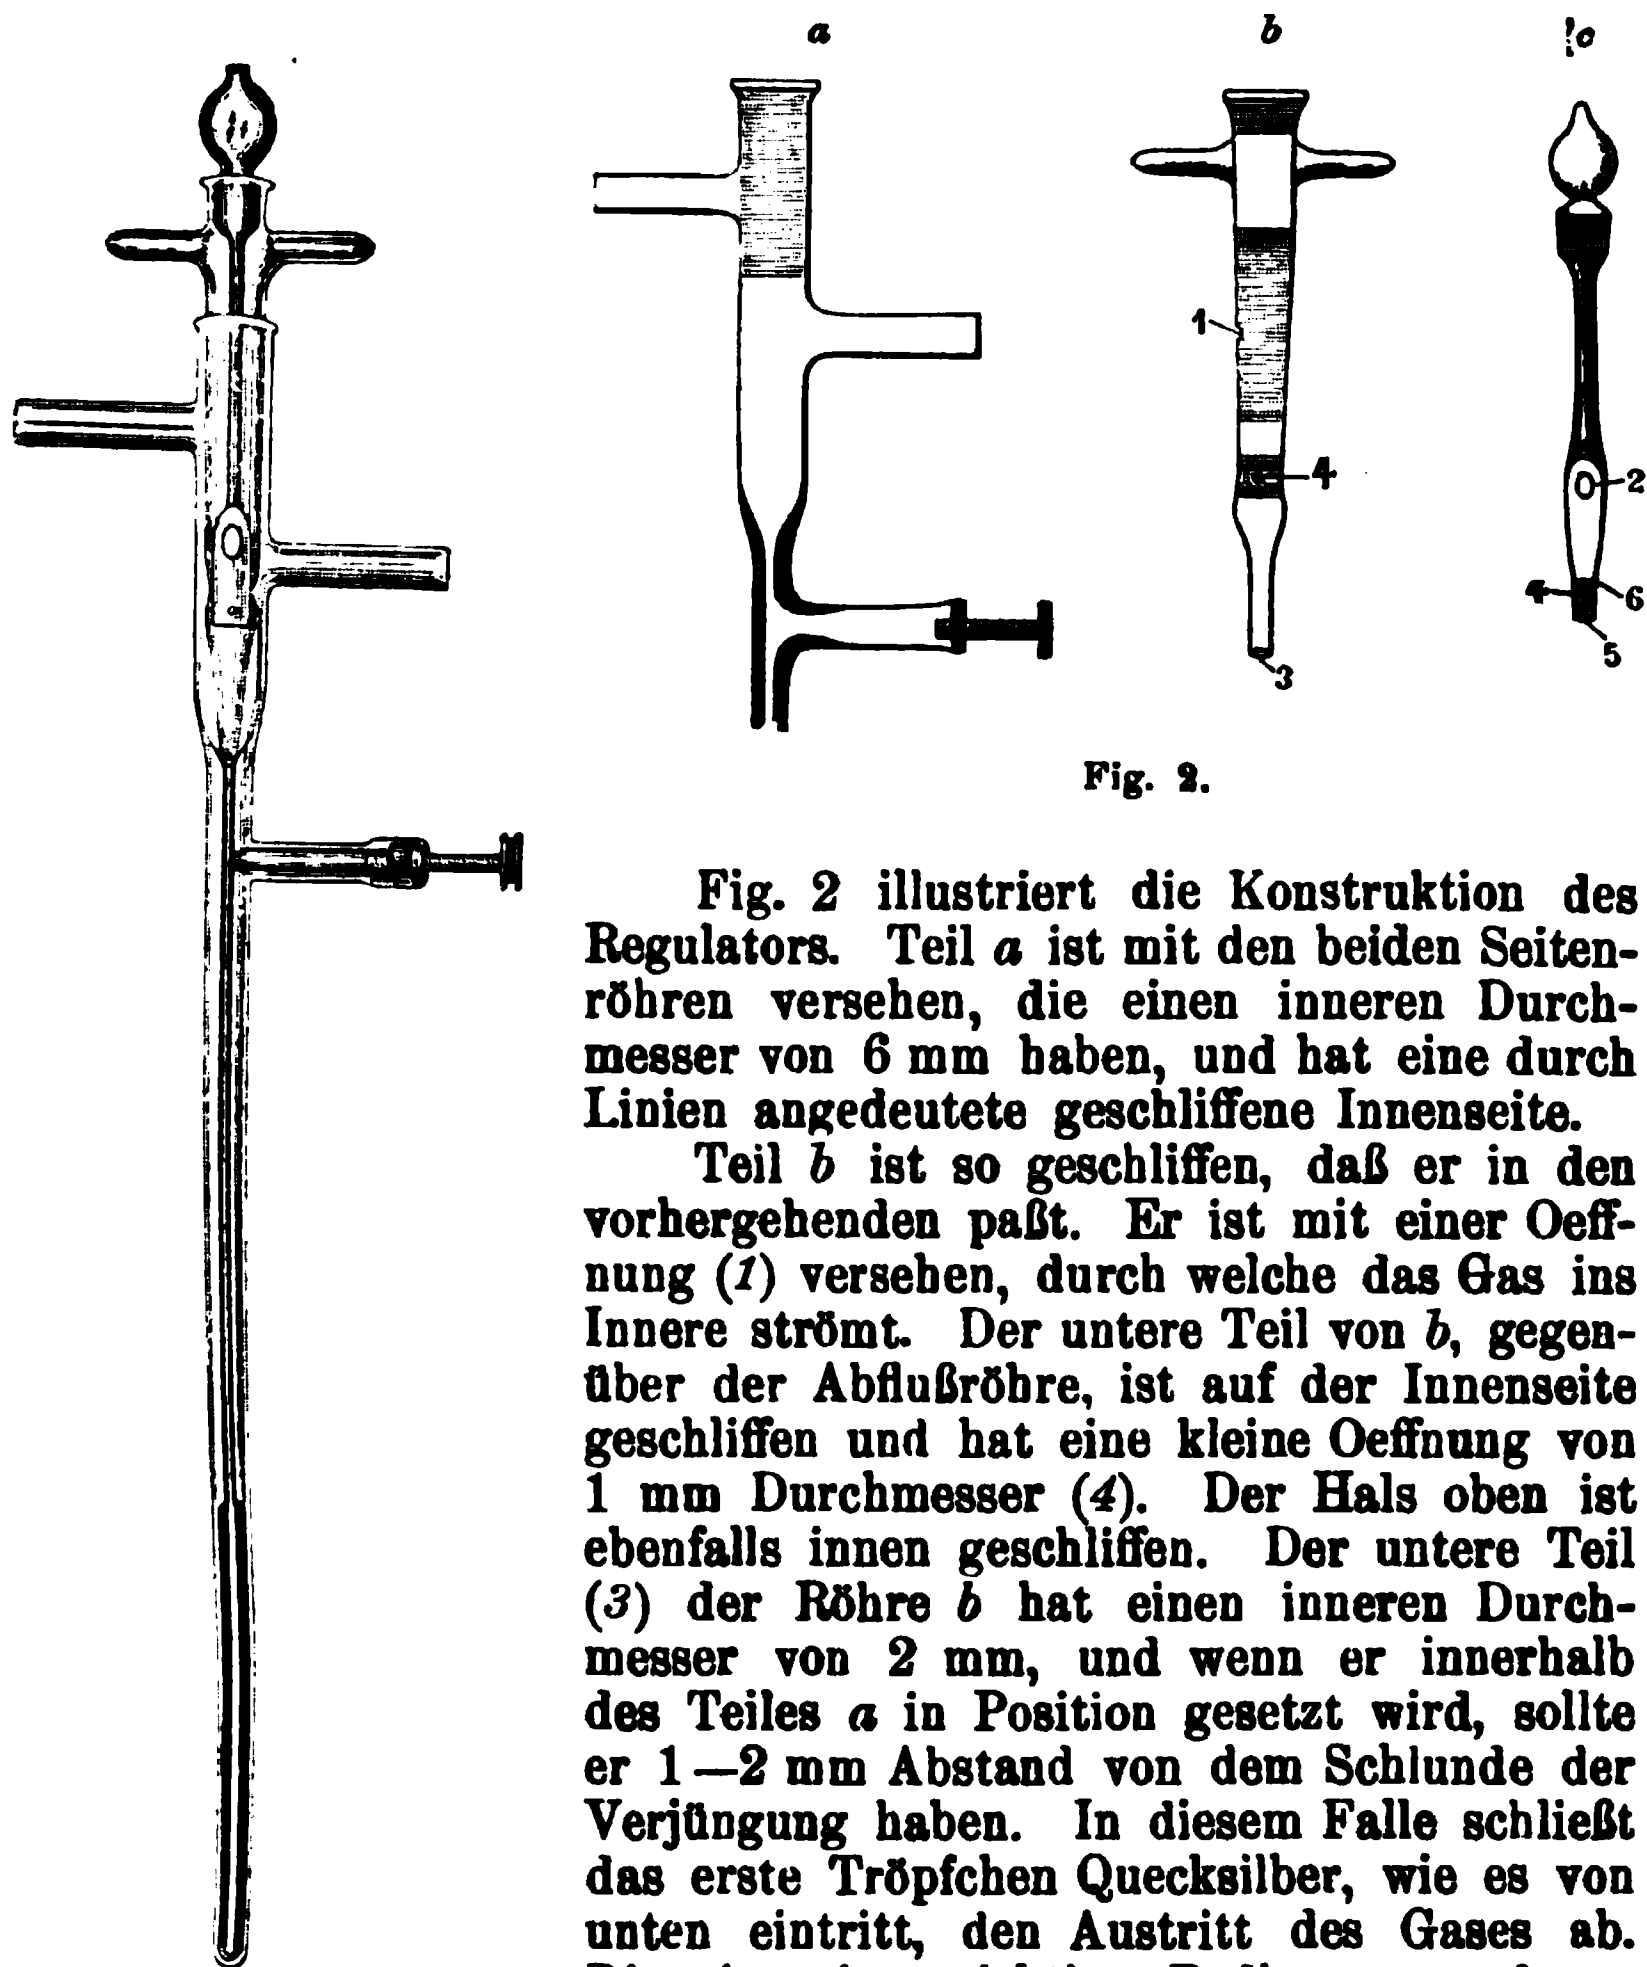 a
b
c
1
4
3
2
4
6
5
Fig. 2.
Fig. 2 illustriert die Konstruktion des
Regulators. Teil a ist mit den beiden Seiten-
röhren versehen, die einen inneren Durch-
messer von 6 mm haben, und hat eine durch
Linien angedeutete geschliffene Innenseite.
Teil b ist so geschliffen, daß er in den
vorhergehenden paßt. Er ist mit einer Oeff-
nung (1) versehen, durch welche das Gas ins
Innere strömt. Der untere Teil von b, gegen-
über der Abflußröhre, ist auf der Innenseite
geschliffen und hat eine kleine Oeffnung von
1 mm Durchmesser (4). Der Hals oben ist
ebenfalls innen geschliffen. Der untere Teil
(3) der Röhre b hat einen inneren Durch-
messer von 2 mm, und wenn er innerhalb
des Teiles a in Position gesetzt wird, sollte
er 1—2 mm Abstand von dem Schlunde der
Verjüngung haben. In diesem Falle schließt
das erste Tröpfchen Quecksilber, wie es von
unten eintritt, den Austritt des Gases ab.